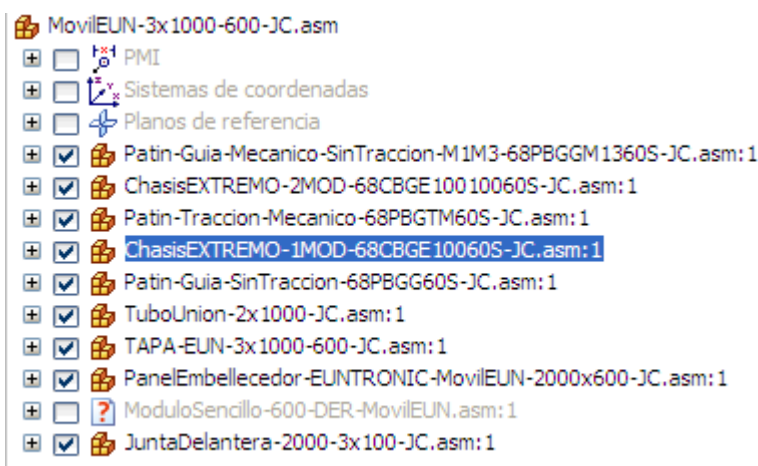 MovilEUN-3x1000-600-JC.asm
PMI
Sistemas de coordenadas
Planos de referencia
Patin-Guia-Mecanico-SinTraccion-M1M3-68PBGGM1360S-JC.asm:1
ChasisEXTREMO-2MOD-68CBGE10010060S-JC.asm:1
Patin-Traccion-Mecanico-68PBGTM60S-JC.asm:1
ChasisEXTREMO-1MOD-68CBGE10060S-JC.asm:1
Patin-Guia-SinTraccion-68PBGG60S-JC.asm:1
TuboUnion-2x1000-JC.asm:1
TAPA-EUN-3x1000-600-JC.asm:1
PanelEmbellecedor-EUNTRONIC-MovilEUN-2000x600-JC.asm:1
ModuloSencillo-600-DER-MovilEUN.asm:1
JuntaDelantera-2000-3x100-JC.asm:1